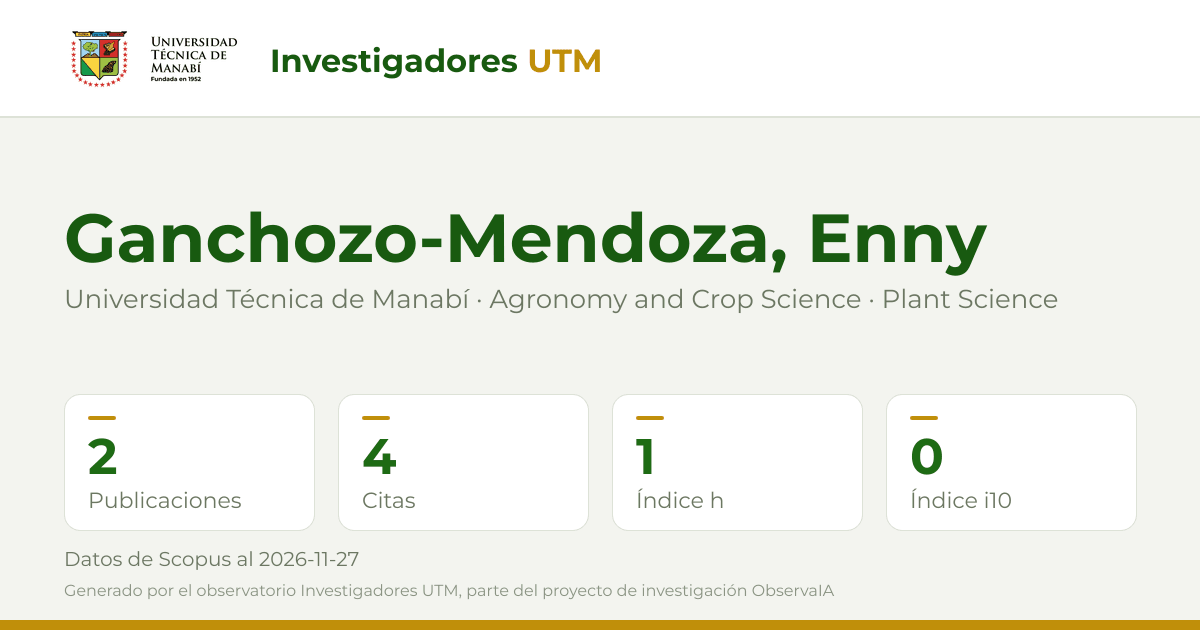 UNIVERSIDAD
TÉCNICA DE
MANABÍ
Fundada en 1952
Investigadores UTM
Ganchozo-Mendoza, Enny
Universidad Técnica de Manabí · Agronomy and Crop Science · Plant Science
2
Publicaciones
4
Citas
1
Índice h
0
Índice i10
Datos de Scopus al 2026-11-27
Generado por el observatorio Investigadores UTM, parte del proyecto de investigación ObservaIA